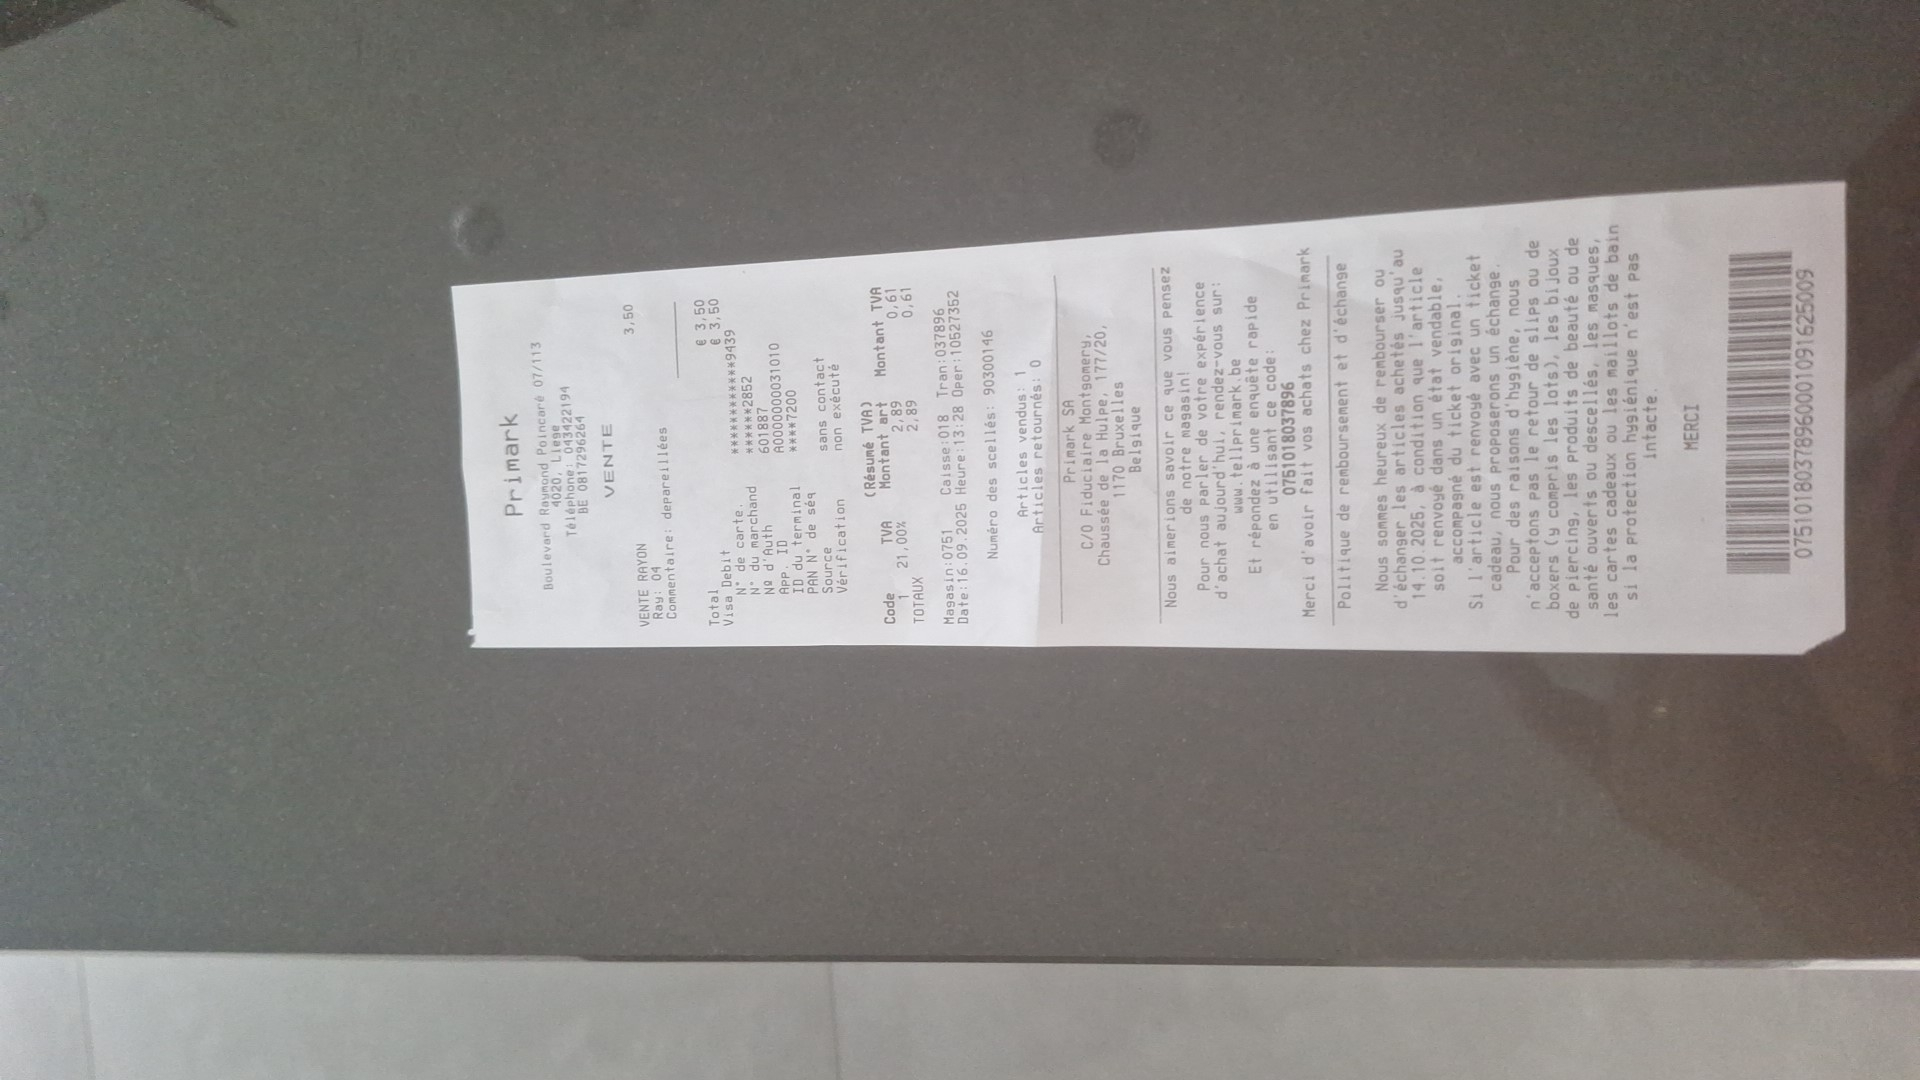 Primark
Boulevard Raymond Poincaré 07/113
4020, Liege
Téléphone: 043422194
BE 0817296264
VENTE
VENTE RAYON 3,50
Ray: 04
Commentaire: depareillées
Total € 3,50
Visa Debit € 3,50
N° de carte. ************9439
N° du marchand ******2852
NQ d'Auth 601887
APP. ID A0000000031010
ID du terminal ****7200
PAN N° de séq
Source sans contact
Vérification non exécuté
(Résumé TVA)
Code TVA Montant art Montant TVA
1 21,00% 2,89 0,61
TOTAUX 2,89 0,61
Magasin:0751 Caisse:018 Tran:037896
Date:16.09.2025 Heure:13:28 Oper:10527352
Numéro des scellés: 90300146
Articles vendus: 1
Articles retournés: 0
Primark SA
C/O Fiduciaire Montgomery,
Chaussée de la Hulpe, 177/20,
1170 Bruxelles
Belgique
Nous aimerions savoir ce que vous pensez
de notre magasin!
Pour nous parler de votre expérience
d'achat aujourd'hui, rendez-vous sur:
www.tellprimark.be
Et répondez à une enquête rapide
en utilisant ce code:
0751018037896
Merci d'avoir fait vos achats chez Primark
Politique de remboursement et d'échange
Nous sommes heureux de rembourser ou
d'échanger les articles achetés jusqu'au
14.10.2025, à condition que l'article
soit renvoyé dans un état vendable,
accompagné du ticket original.
Si l'article est renvoyé avec un ticket
cadeau, nous proposerons un échange.
Pour des raisons d'hygiène, nous
n'acceptons pas le retour de slips ou de
boxers (y compris les lots), les bijoux
de piercing, les produits de beauté ou de
santé ouverts ou descellés, les masques,
les cartes cadeaux ou les maillots de bain
si la protection hygiénique n'est pas
intacte.
MERCI
0751018037896000109162 5009